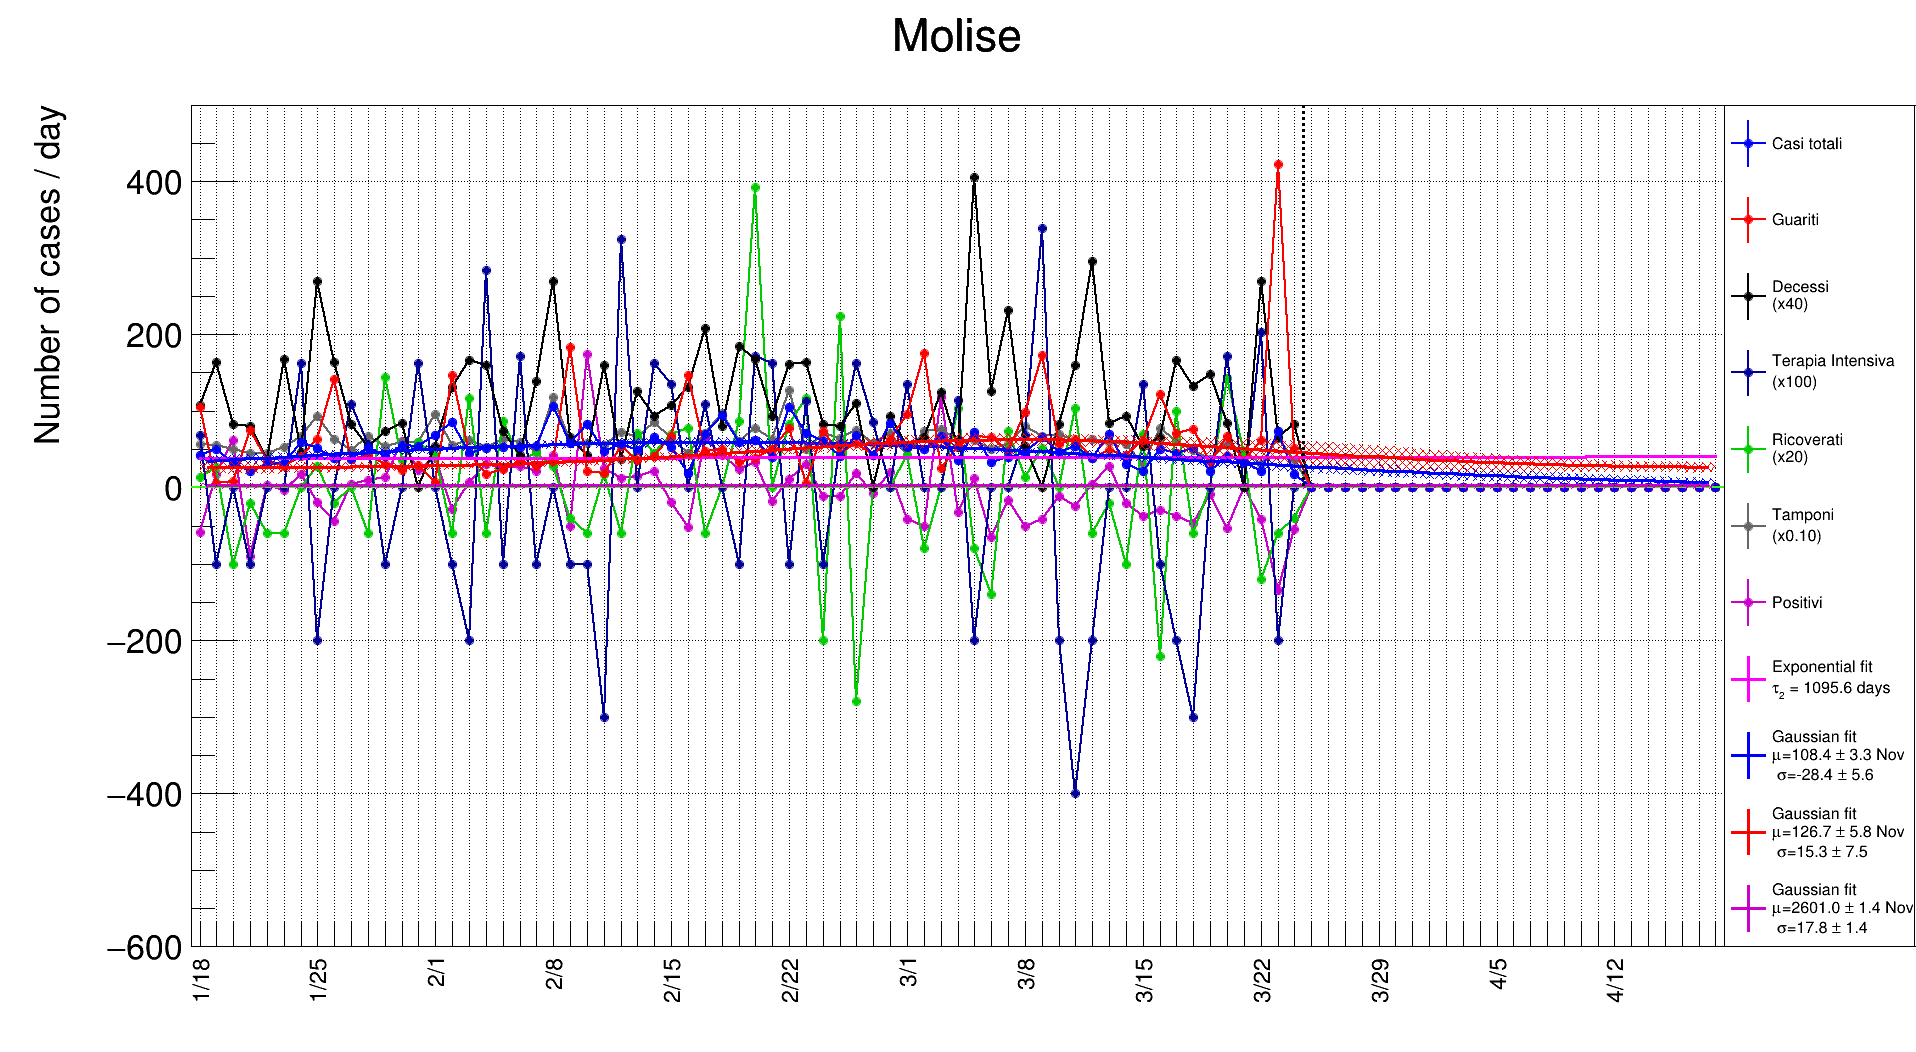 Molise
Number of cases / day
400
200
0
−200
−400
−600
1/18
1/25
2/1
2/8
2/15
2/22
3/1
3/8
3/15
3/22
3/29
4/5
4/12
Casi totali
Guariti
Decessi
(x40)
Terapia Intensiva
(x100)
Ricoverati
(x20)
Tamponi
(x0.10)
Positivi
Exponential fit
τ2 = 1095.6 days
Gaussian fit
μ=108.4 ± 3.3 Nov
σ=-28.4 ± 5.6
Gaussian fit
μ=126.7 ± 5.8 Nov
σ=15.3 ± 7.5
Gaussian fit
μ=2601.0 ± 1.4 Nov
σ=17.8 ± 1.4